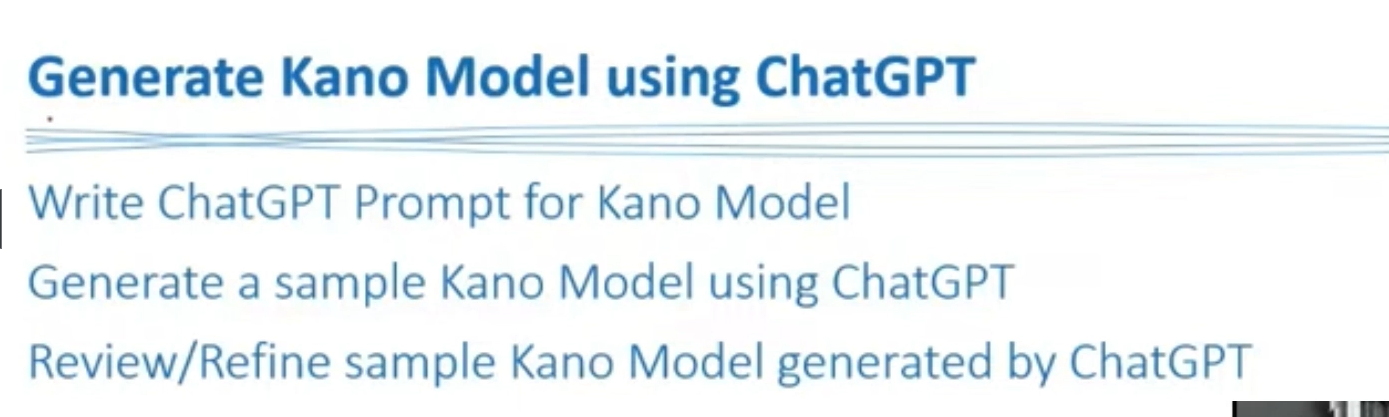 Generate Kano Model using ChatGPT
Write ChatGPT Prompt for Kano Model
Generate a sample Kano Model using ChatGPT
Review/Refine sample Kano Model generated by ChatGPT